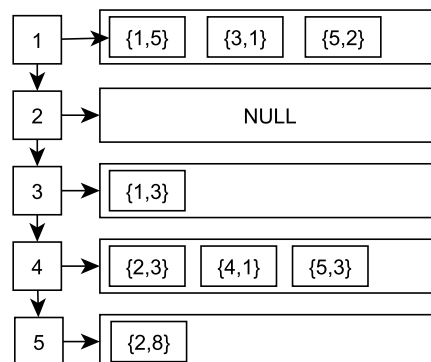 1 {1,5} {3,1} {5,2}
2 NULL
3 {1,3}
4 {2,3} {4,1} {5,3}
5 {2,8}